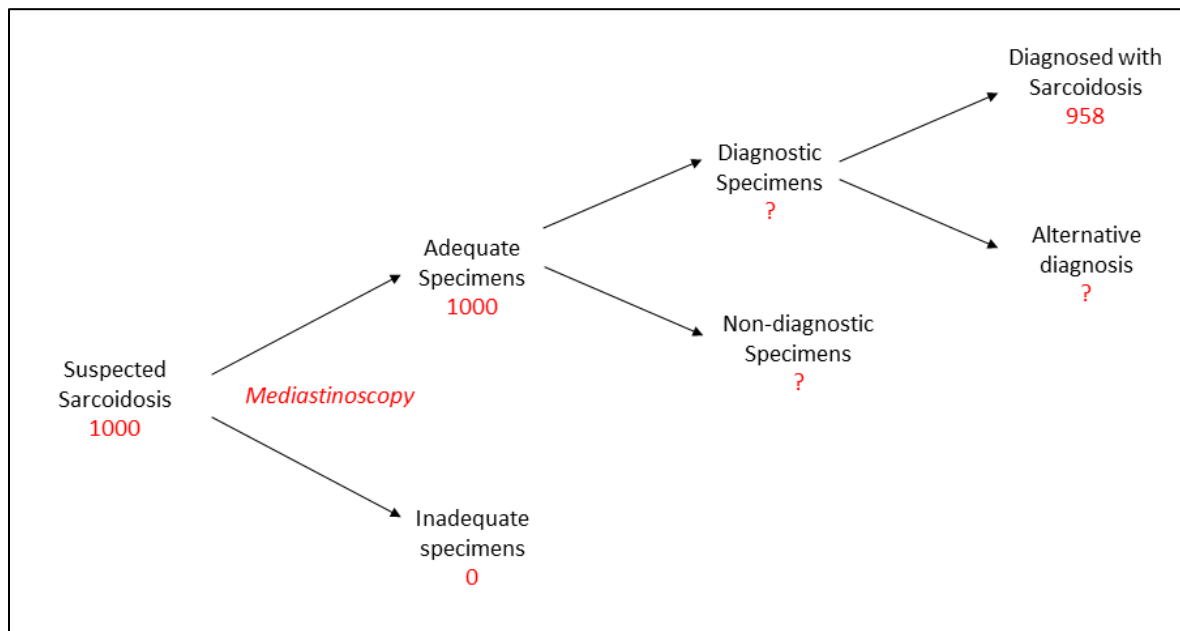 Diagnosed with
Sarcoidosis
958
Diagnostic
Specimens
?
Alternative
diagnosis
?
Adequate
Specimens
1000
Non-diagnostic
Specimens
?
Suspected
Sarcoidosis
1000
Mediastinoscopy
Inadequate
specimens
0